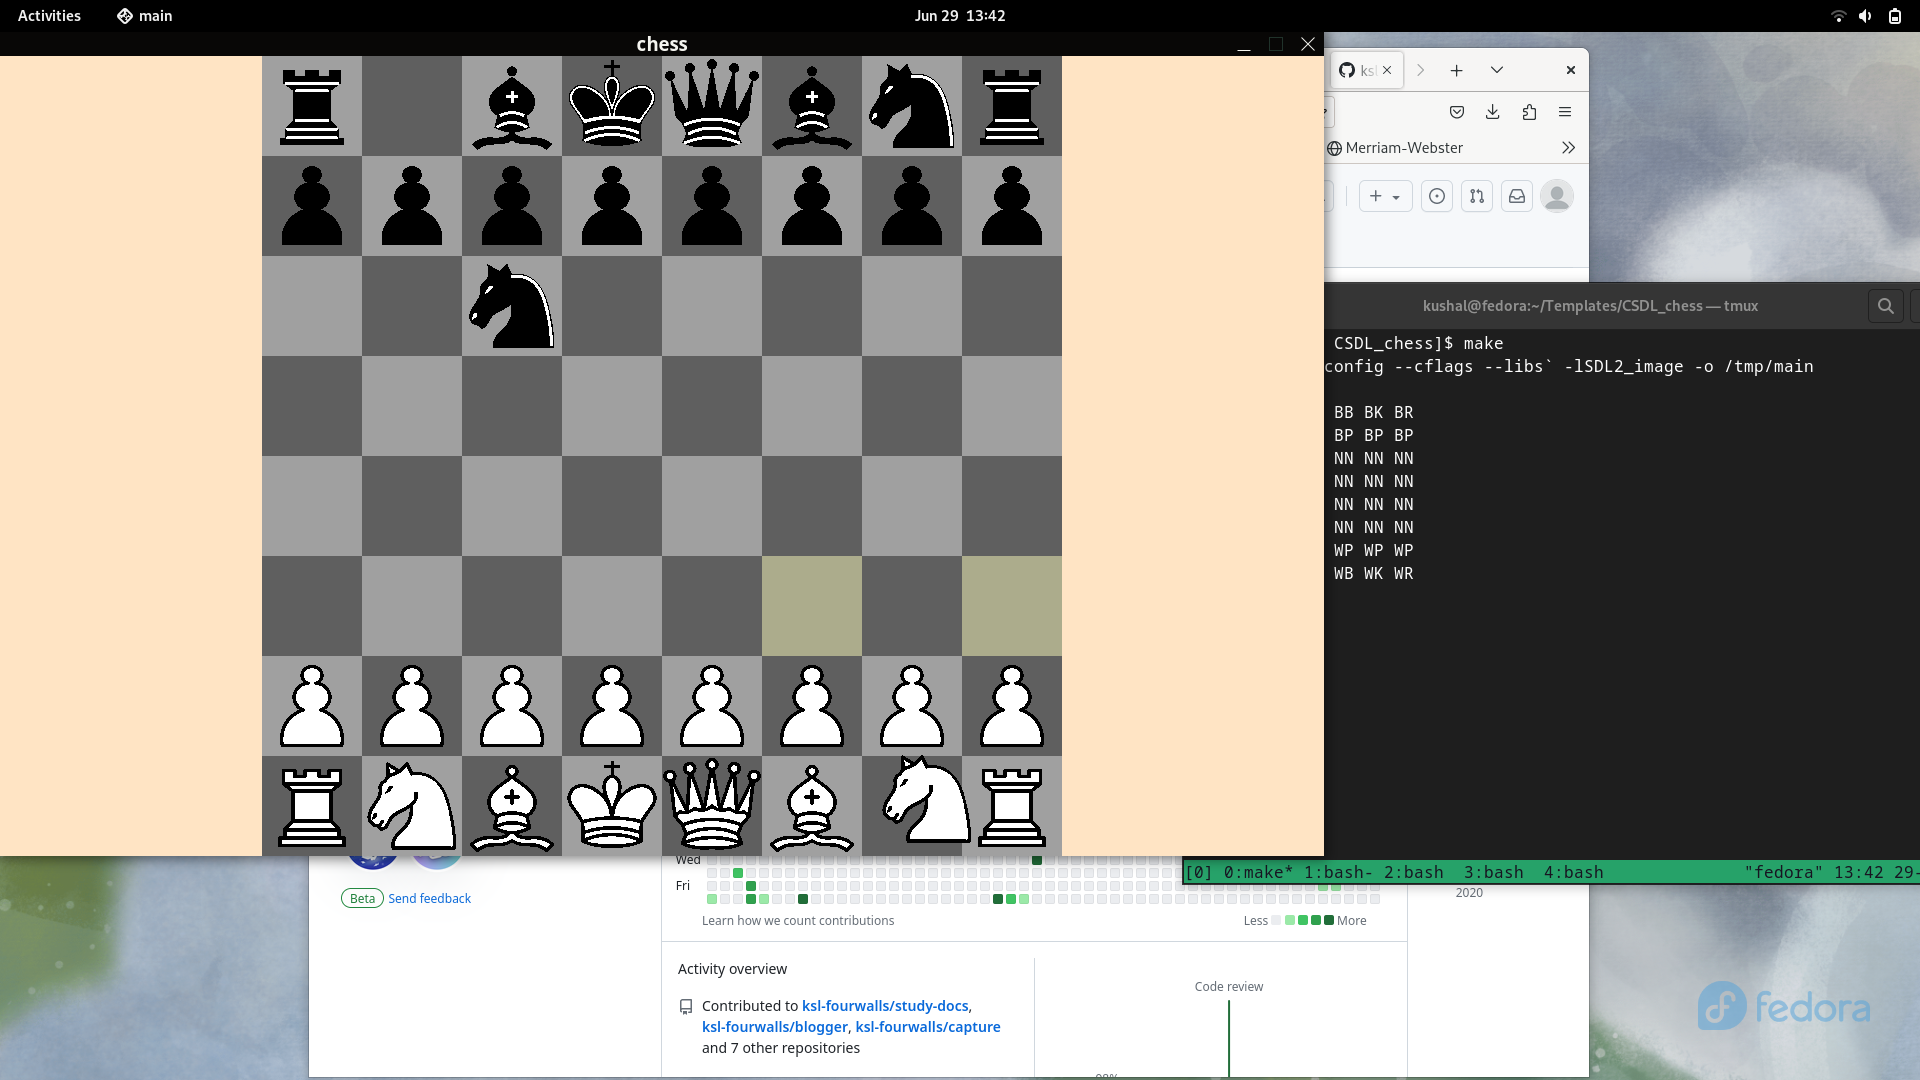 Activities
main
Jun 29 13:42
chess
ksl
Merriam-Webster
kushal@fedora:~/Templates/CSDL_chess — tmux
CSDL_chess]$ make
config --cflags --libs` -lSDL2_image -o /tmp/main
BB BK BR
BP BP BP
NN NN NN
NN NN NN
NN NN NN
NN NN NN
WP WP WP
WB WK WR
[0] 0:make* 1:bash- 2:bash 3:bash 4:bash "fedora" 13:42 29-
Wed
Fri
2020
Beta Send feedback
Learn how we count contributions
Less
More
Activity overview
Code review
Contributed to ksl-fourwalls/study-docs,
ksl-fourwalls/blogger, ksl-fourwalls/capture
and 7 other repositories
fedora